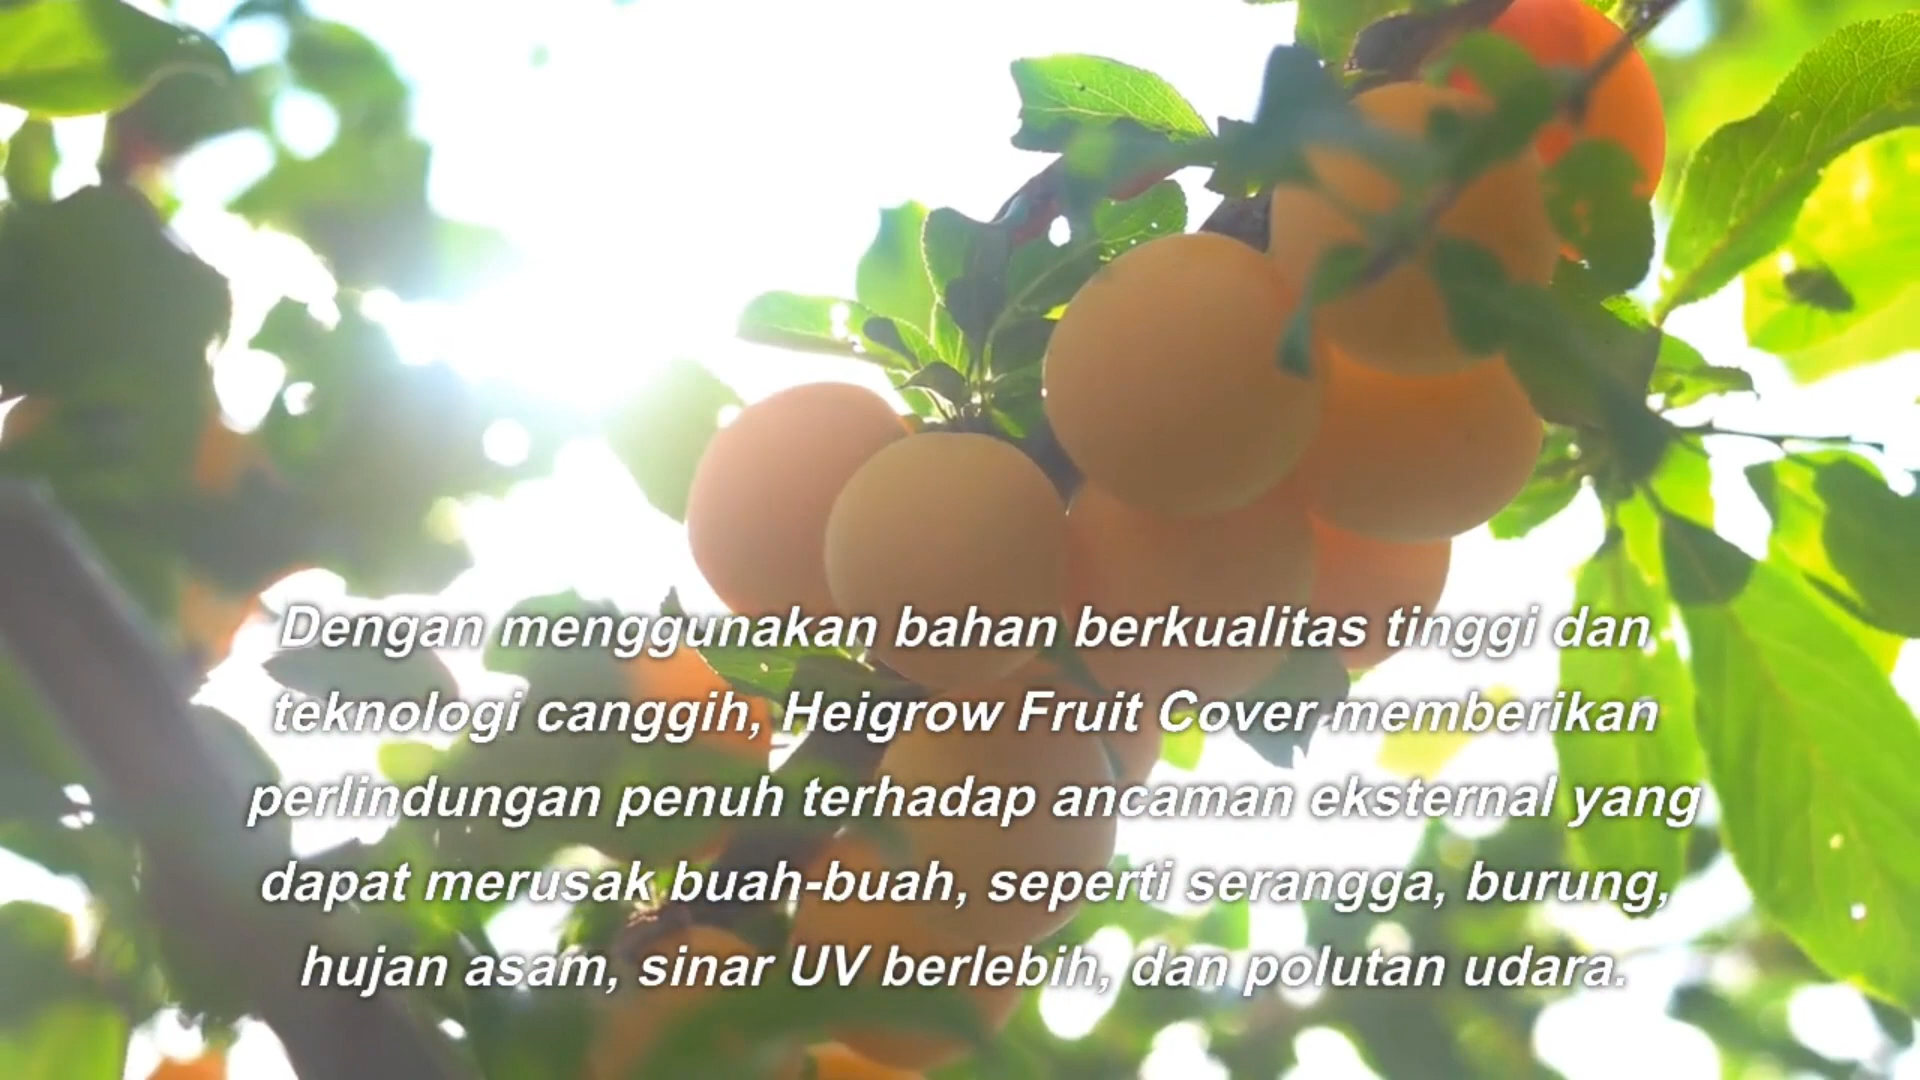 Dengan menggunakan bahan berkualitas tinggi dan
teknologi canggih, Heigrow Fruit Cover memberikan
perlindungan penuh terhadap ancaman eksternal yang
dapat merusak buah-buah, seperti serangga, burung,
hujan asam, sinar UV berlebih, dan polutan udara.